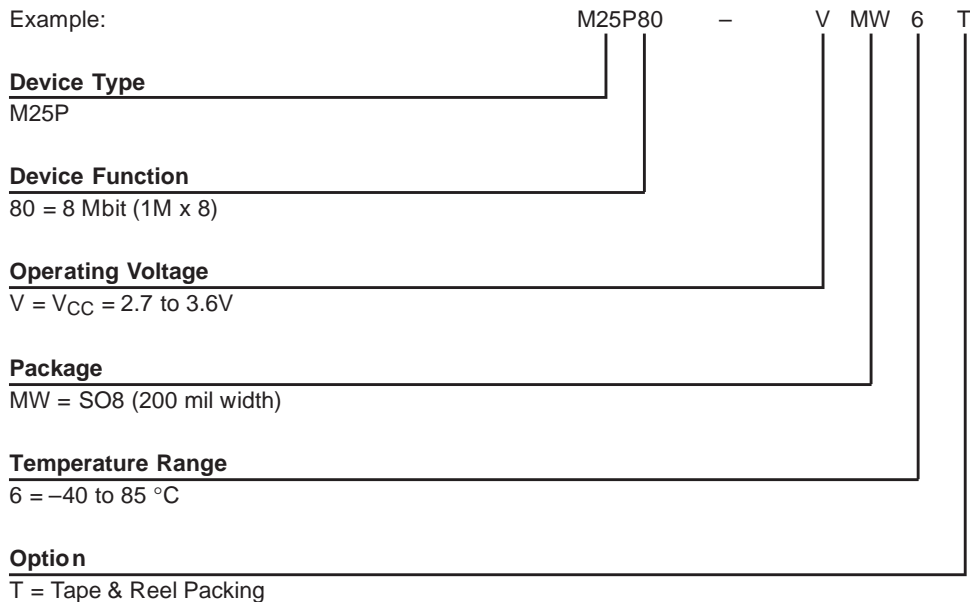 Example: M25P80 – V MW 6 T
Device Type
M25P
Device Function
80 = 8 Mbit (1M x 8)
Operating Voltage
V = VCC = 2.7 to 3.6V
Package
MW = SO8 (200 mil width)
Temperature Range
6 = –40 to 85 °C
Option
T = Tape & Reel Packing